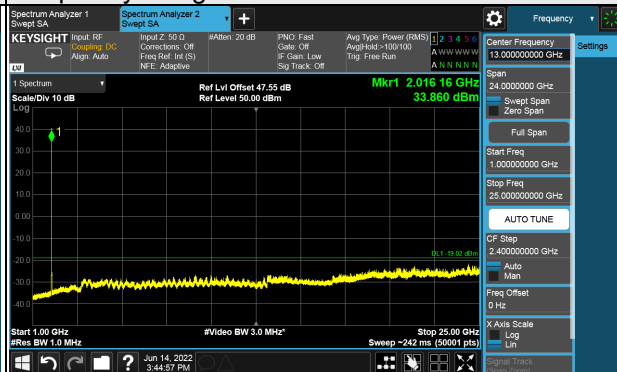 Spectrum Analyzer 1
Swept SA
Spectrum Analyzer 2
Swept SA
Frequency
KEYSIGHT
Input: RF
Coupling: DC
Align: Auto
Input Z: 50 Ω
Corrections: Off
Freq Ref: Int (S)
NFE: Adaptive
#Atten: 20 dB
PNO: Fast
Gate: Off
IF Gain: Low
Sig Track: Off
Avg Type: Power (RMS)
Avg|Hold:>100/100
Trig: Free Run
1 2 3 4 5 6
A W W W W W
A N N N N N
LXI
1 Spectrum
Scale/Div 10 dB
Ref Lvl Offset 47.55 dB
Ref Level 50.00 dBm
Mkr1 2.016 16 GHz
33.860 dBm
Log
40.0
30.0
20.0
10.0
0.00
-10.0
-20.0
-30.0
-40.0
1
DL1 -19.02 dBm
Start 1.00 GHz
#Res BW 1.0 MHz
#Video BW 3.0 MHz*
Stop 25.00 GHz
Sweep ~242 ms (50001 pts)
Center Frequency
13.000000000 GHz
Settings
Span
24.0000000 GHz
Swept Span
Zero Span
Full Span
Start Freq
1.000000000 GHz
Stop Freq
25.000000000 GHz
AUTO TUNE
CF Step
2.400000000 GHz
Auto
Man
Freq Offset
0 Hz
X Axis Scale
Log
Lin
Signal Track
(Span Zoom)
?
Jun 14, 2022
3:44:57 PM